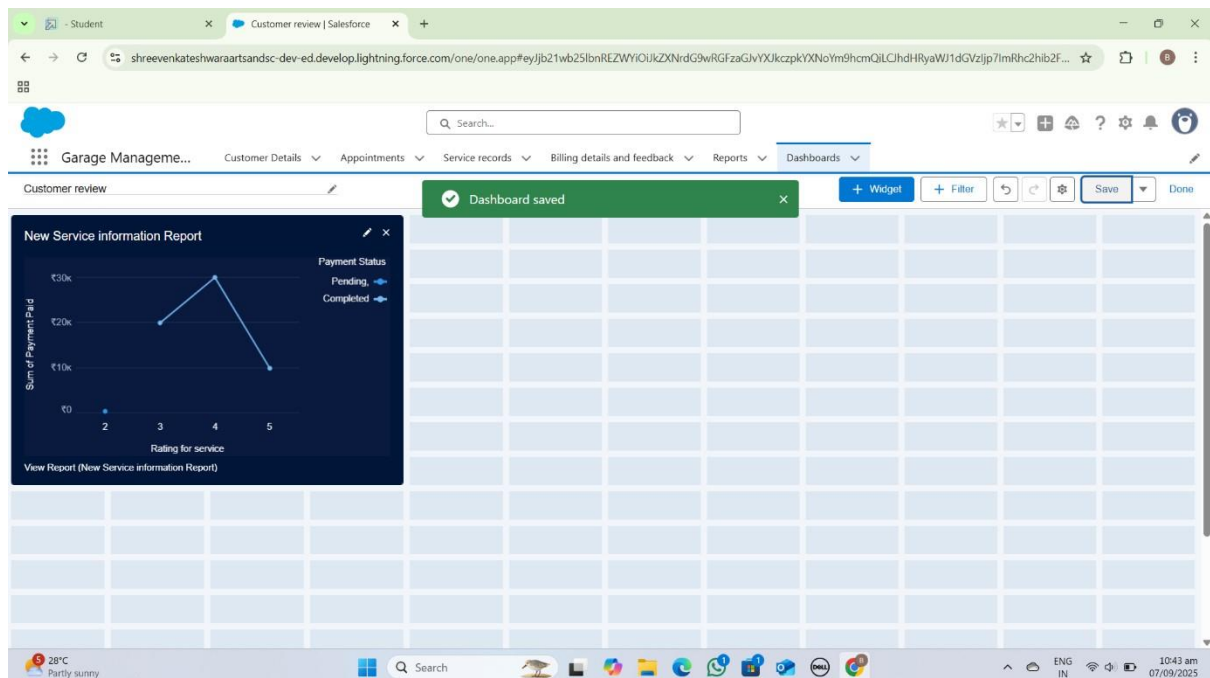 - Student
Customer review | Salesforce
shreevenkateshwaraartsandsc-dev-ed.develop.lightning.force.com/one/one.app#
Search...
Garage Manageme...
Customer Details
Appointments
Service records
Billing details and feedback
Reports
Dashboards
Customer review
Dashboard saved
+ Widget
+ Filter
Save
Done
New Service information Report
Payment Status
Pending,
Completed
Sum of Payment Paid
₹30K
₹20K
₹10K
₹0
2 3 4 5
Rating for service
View Report (New Service information Report)
5
28°C
Partly sunny
Search
DELL
B
ENG
IN
10:43 am
07/09/2025